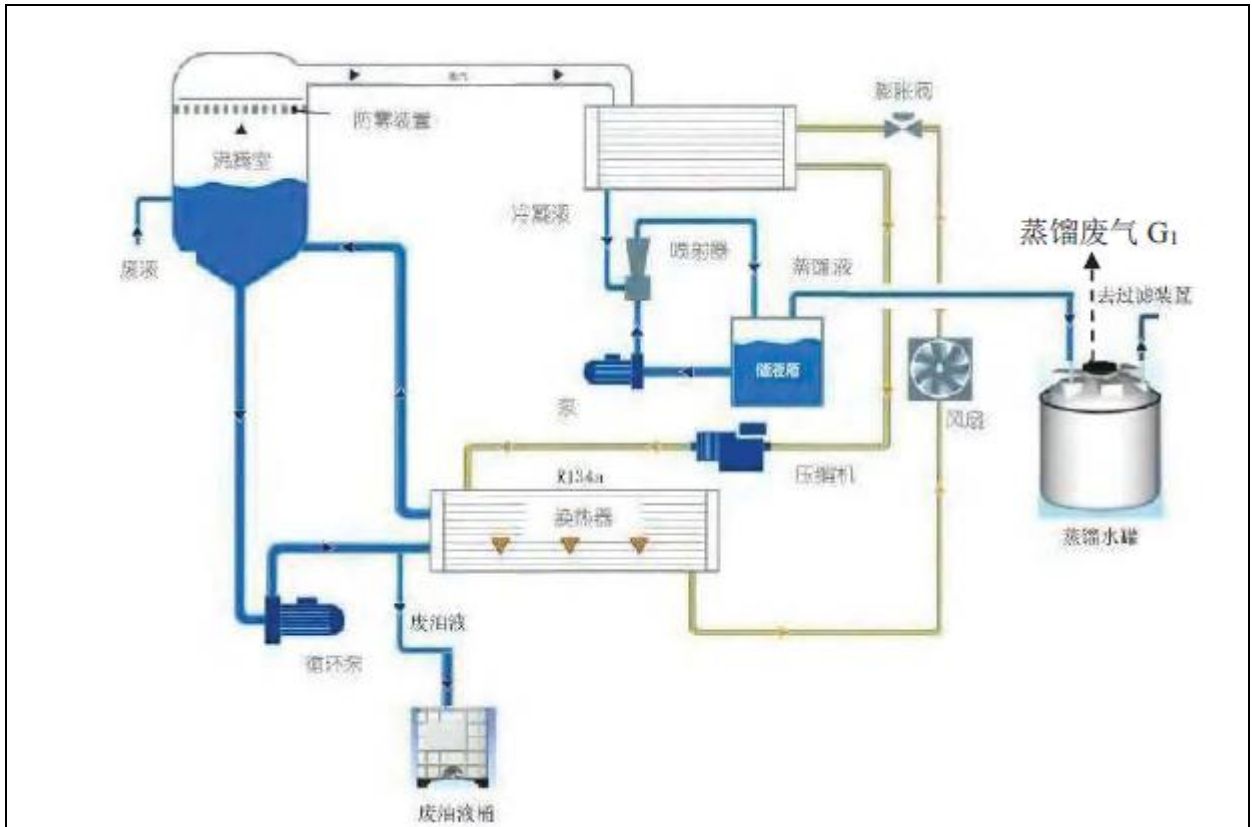 蒸汽
防雾装置
沸腾室
废液
膨胀阀
冷凝液
喷射器
蒸馏液
储液箱
泵
蒸馏废气 G₁
去过滤装置
风扇
压缩机
R134a
换热器
蒸馏水罐
循环泵
废油液
废油液桶